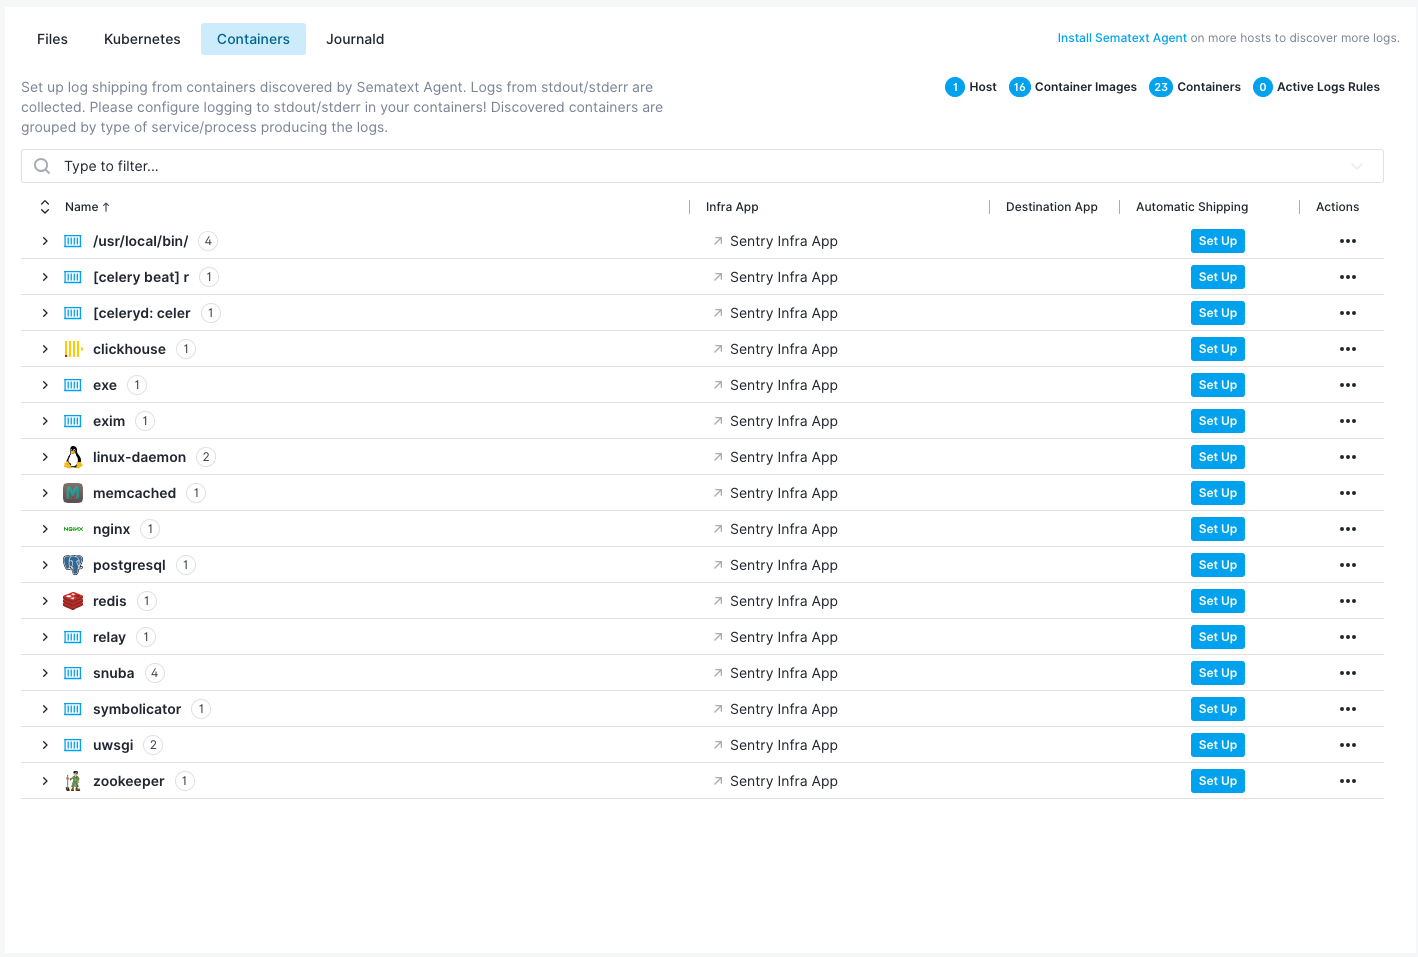 Files Kubernetes Containers Journald
Install Sematext Agent on more hosts to discover more logs.
Set up log shipping from containers discovered by Sematext Agent. Logs from stdout/stderr are
collected. Please configure logging to stdout/stderr in your containers! Discovered containers are
grouped by type of service/process producing the logs.
1 Host 16 Container Images 23 Containers 0 Active Logs Rules
Type to filter...
Name ↑ Infra App Destination App Automatic Shipping Actions
/usr/local/bin/ 4 Sentry Infra App Set Up
[celery beat] r 1 Sentry Infra App Set Up
[celeryd: celer 1 Sentry Infra App Set Up
clickhouse 1 Sentry Infra App Set Up
exe 1 Sentry Infra App Set Up
exim 1 Sentry Infra App Set Up
linux-daemon 2 Sentry Infra App Set Up
M memcached 1 Sentry Infra App Set Up
NGINX nginx 1 Sentry Infra App Set Up
postgresql 1 Sentry Infra App Set Up
redis 1 Sentry Infra App Set Up
relay 1 Sentry Infra App Set Up
snuba 4 Sentry Infra App Set Up
symbolicator 1 Sentry Infra App Set Up
uwsgi 2 Sentry Infra App Set Up
zookeeper 1 Sentry Infra App Set Up